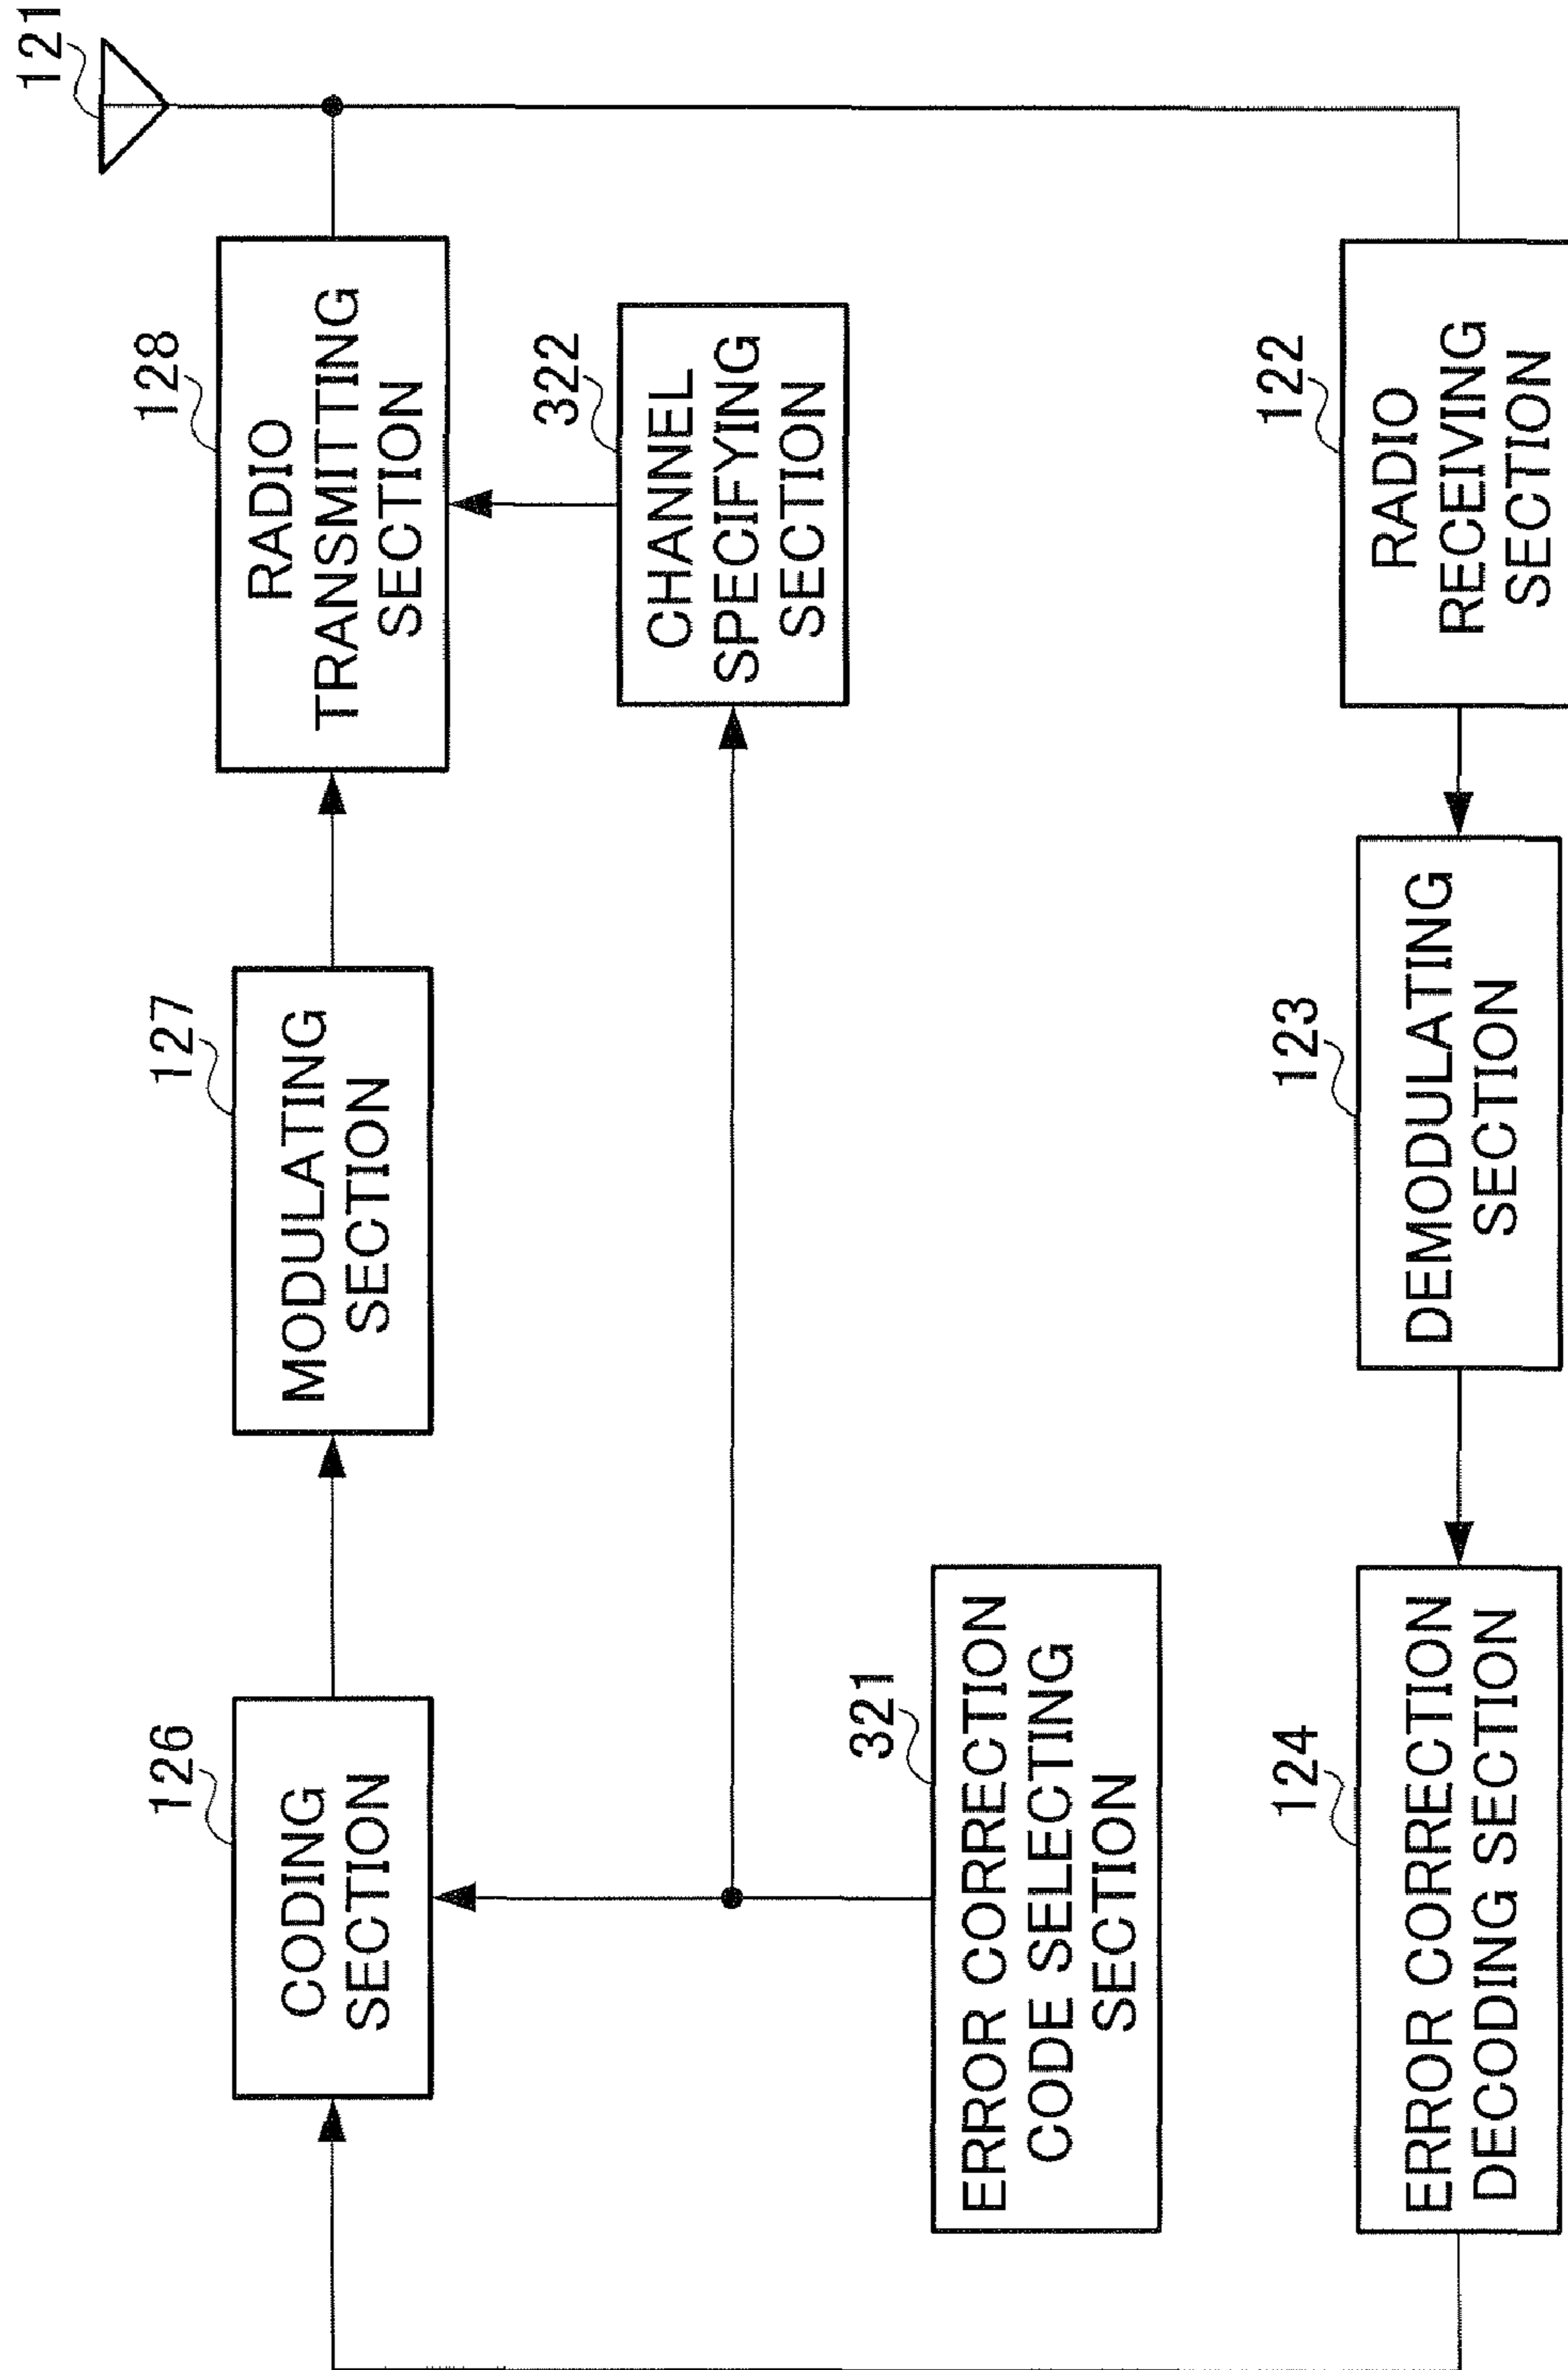 121
128
RADIO
TRANSMITTING
SECTION
127
MODULATING
SECTION
126
CODING
SECTION
322
CHANNEL
SPECIFYING
SECTION
321
ERROR CORRECTION
CODE SELECTING
SECTION
122
RADIO
RECEIVING
SECTION
123
DEMODULATING
SECTION
124
ERROR CORRECTION
DECODING SECTION